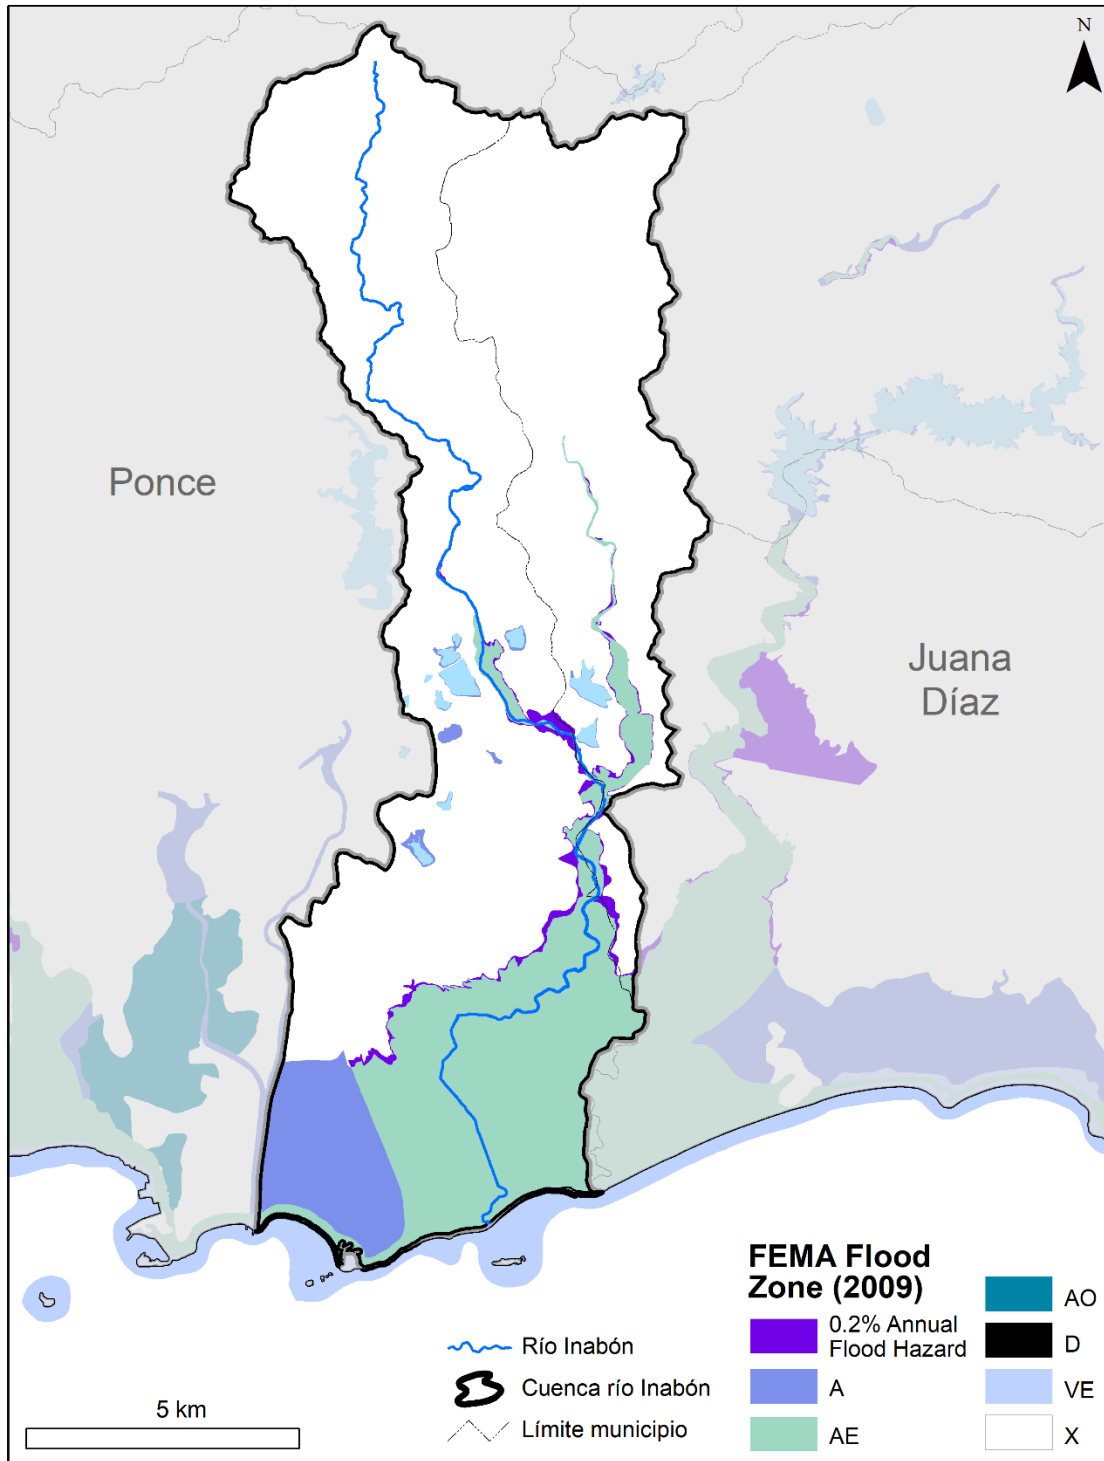 N
Ponce
Juana
Díaz
FEMA Flood
Zone (2009)
0.2% Annual
Flood Hazard
A
AE
AO
D
VE
X
Río Inabón
Cuenca río Inabón
Límite municipio
5 km